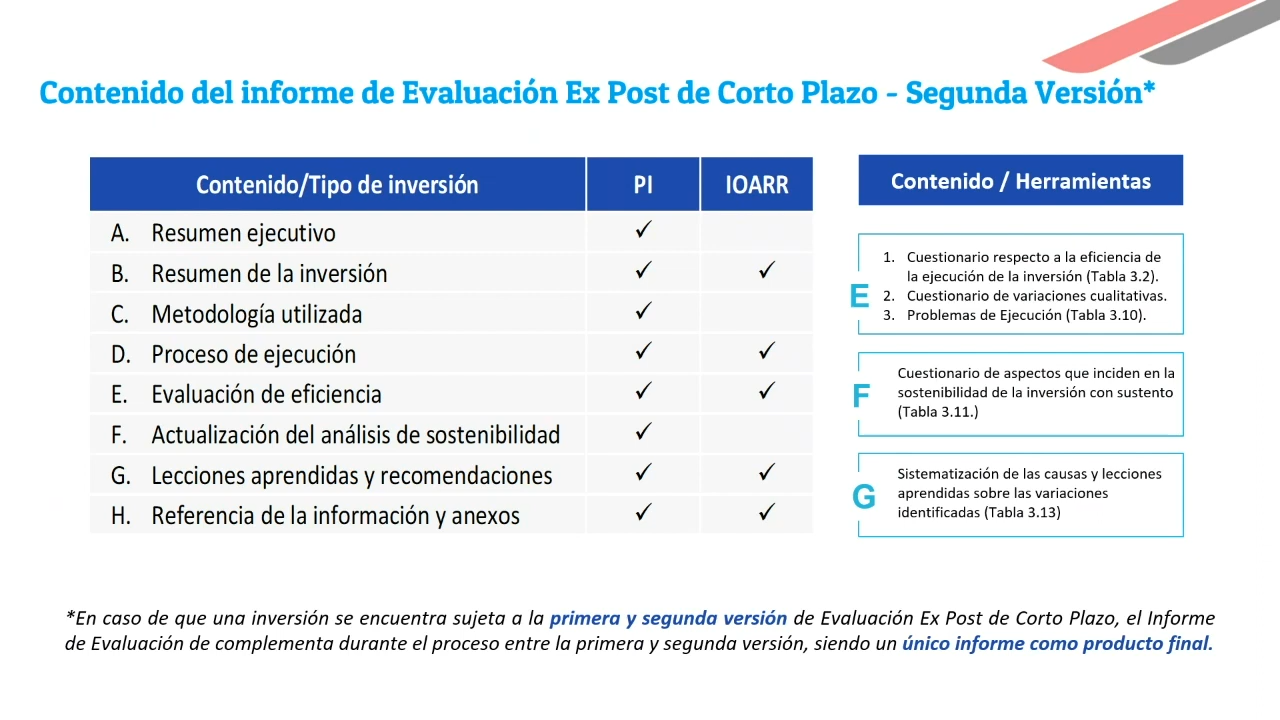 Contenido del informe de Evaluación Ex Post de Corto Plazo - Segunda Versión*
Contenido/Tipo de inversión PI IOARR
A. Resumen ejecutivo ✓
B. Resumen de la inversión ✓ ✓
C. Metodología utilizada ✓
D. Proceso de ejecución ✓ ✓
E. Evaluación de eficiencia ✓ ✓
F. Actualización del análisis de sostenibilidad ✓
G. Lecciones aprendidas y recomendaciones ✓ ✓
H. Referencia de la información y anexos ✓ ✓
Contenido / Herramientas
E
1. Cuestionario respecto a la eficiencia de
la ejecución de la inversión (Tabla 3.2).
2. Cuestionario de variaciones cualitativas.
3. Problemas de Ejecución (Tabla 3.10).
F
Cuestionario de aspectos que inciden en la
sostenibilidad de la inversión con sustento
(Tabla 3.11.)
G
Sistematización de las causas y lecciones
aprendidas sobre las variaciones
identificadas (Tabla 3.13)
*En caso de que una inversión se encuentra sujeta a la primera y segunda versión de Evaluación Ex Post de Corto Plazo, el Informe
de Evaluación de complementa durante el proceso entre la primera y segunda versión, siendo un único informe como producto final.